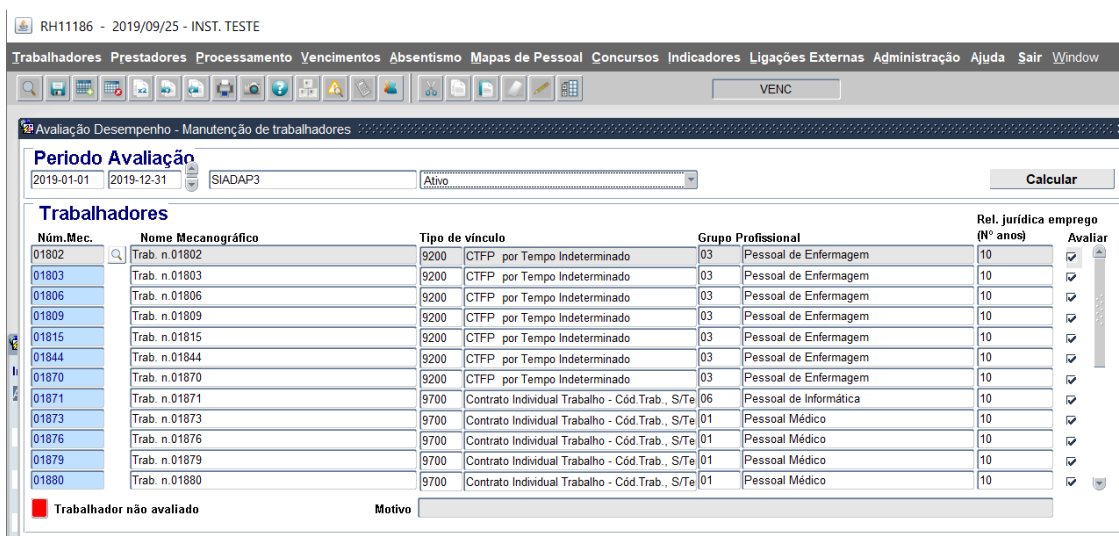 RH11186 - 2019/09/25 - INST. TESTE
Trabalhadores Prestadores Processamento Vencimentos Absentismo Mapas de Pessoal Concursos Indicadores Ligações Externas Administração Ajuda Sair Window
VENC
Avaliação Desempenho - Manutenção de trabalhadores
Periodo Avaliação
2019-01-01 2019-12-31 SIADAP3 Ativo Calcular
Trabalhadores
Rel. jurídica emprego
Núm.Mec. Nome Mecanográfico Tipo de vínculo Grupo Profissional (Nº anos) Avaliar
01802 Trab. n.01802 9200 CTFP por Tempo Indeterminado 03 Pessoal de Enfermagem 10
01803 Trab. n.01803 9200 CTFP por Tempo Indeterminado 03 Pessoal de Enfermagem 10
01806 Trab. n.01806 9200 CTFP por Tempo Indeterminado 03 Pessoal de Enfermagem 10
01809 Trab. n.01809 9200 CTFP por Tempo Indeterminado 03 Pessoal de Enfermagem 10
01815 Trab. n.01815 9200 CTFP por Tempo Indeterminado 03 Pessoal de Enfermagem 10
01844 Trab. n.01844 9200 CTFP por Tempo Indeterminado 03 Pessoal de Enfermagem 10
01870 Trab. n.01870 9200 CTFP por Tempo Indeterminado 03 Pessoal de Enfermagem 10
01871 Trab. n.01871 9700 Contrato Individual Trabalho - Cód.Trab., S/Te 06 Pessoal de Informática 10
01873 Trab. n.01873 9700 Contrato Individual Trabalho - Cód.Trab., S/Te 01 Pessoal Médico 10
01876 Trab. n.01876 9700 Contrato Individual Trabalho - Cód.Trab., S/Te 01 Pessoal Médico 10
01879 Trab. n.01879 9700 Contrato Individual Trabalho - Cód.Trab., S/Te 01 Pessoal Médico 10
01880 Trab. n.01880 9700 Contrato Individual Trabalho - Cód.Trab., S/Te 01 Pessoal Médico 10
Trabalhador não avaliado Motivo